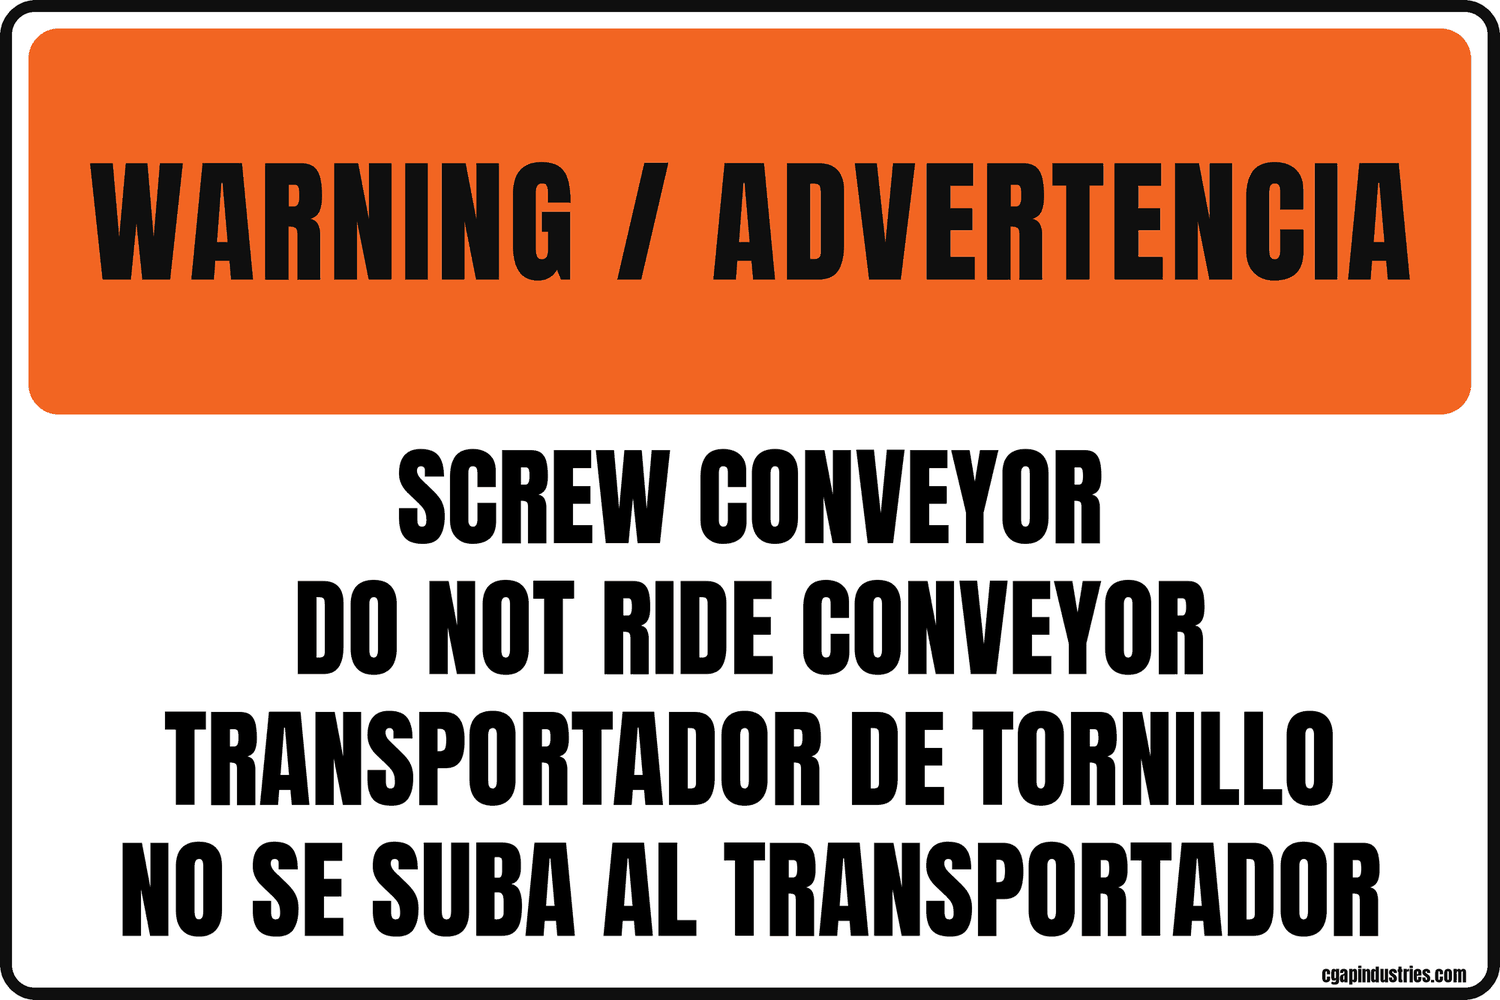 WARNING / ADVERTENCIA
SCREW CONVEYOR
DO NOT RIDE CONVEYOR
TRANSPORTADOR DE TORNILLO
NO SE SUBA AL TRANSPORTADOR
cgapindustries.com